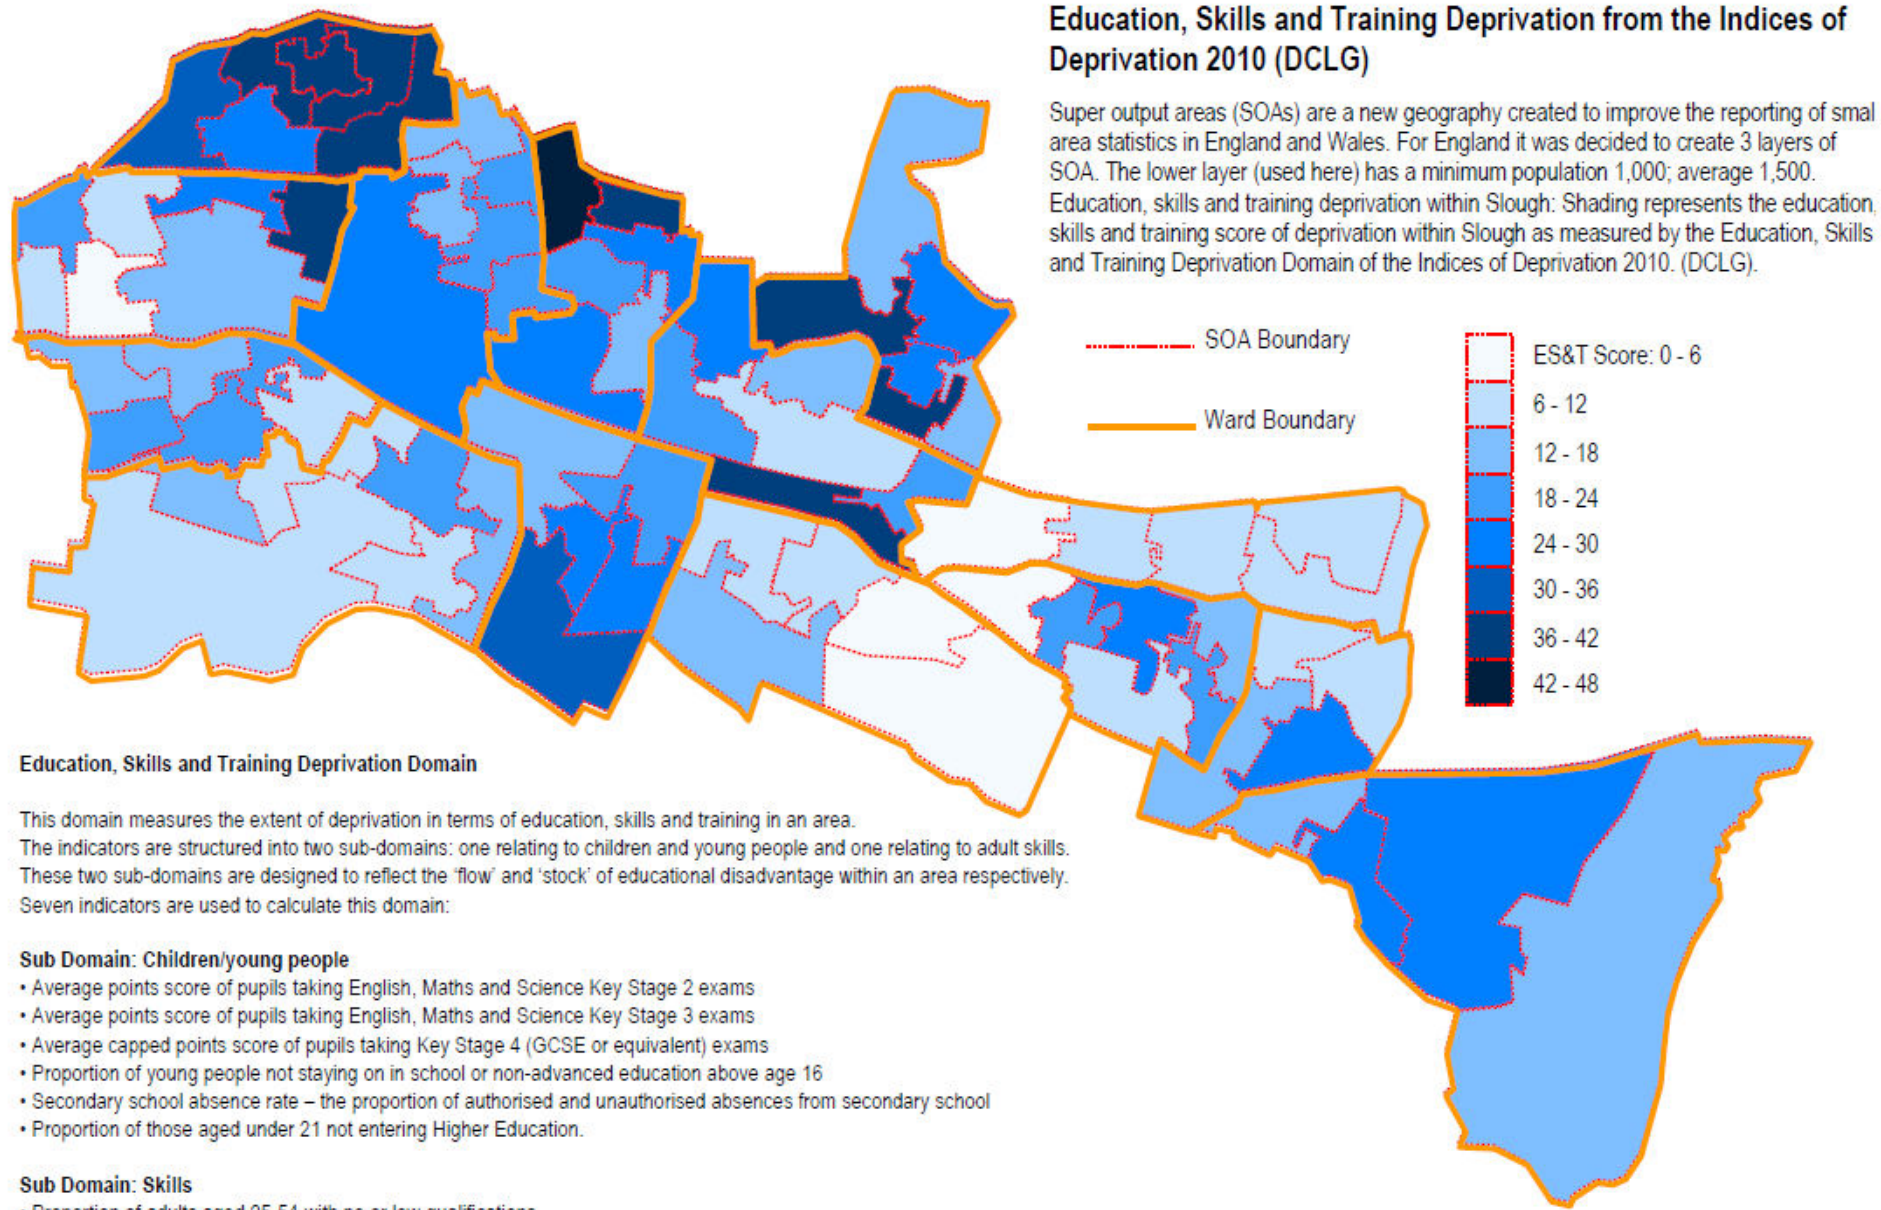 Education, Skills and Training Deprivation from the Indices of
Deprivation 2010 (DCLG)
Super output areas (SOAs) are a new geography created to improve the reporting of smal
area statistics in England and Wales. For England it was decided to create 3 layers of
SOA. The lower layer (used here) has a minimum population 1,000; average 1,500.
Education, skills and training deprivation within Slough: Shading represents the education,
skills and training score of deprivation within Slough as measured by the Education, Skills
and Training Deprivation Domain of the Indices of Deprivation 2010. (DCLG).
SOA Boundary
Ward Boundary
ES&T Score: 0 - 6
6 - 12
12 - 18
18 - 24
24 - 30
30 - 36
36 - 42
42 - 48
Education, Skills and Training Deprivation Domain
This domain measures the extent of deprivation in terms of education, skills and training in an area.
The indicators are structured into two sub-domains: one relating to children and young people and one relating to adult skills.
These two sub-domains are designed to reflect the ‘flow’ and ‘stock’ of educational disadvantage within an area respectively.
Seven indicators are used to calculate this domain:
Sub Domain: Children/young people
• Average points score of pupils taking English, Maths and Science Key Stage 2 exams
• Average points score of pupils taking English, Maths and Science Key Stage 3 exams
• Average capped points score of pupils taking Key Stage 4 (GCSE or equivalent) exams
• Proportion of young people not staying on in school or non-advanced education above age 16
• Secondary school absence rate – the proportion of authorised and unauthorised absences from secondary school
• Proportion of those aged under 21 not entering Higher Education.
Sub Domain: Skills
• Proportion of adults aged 25-54 with no or low qualifications